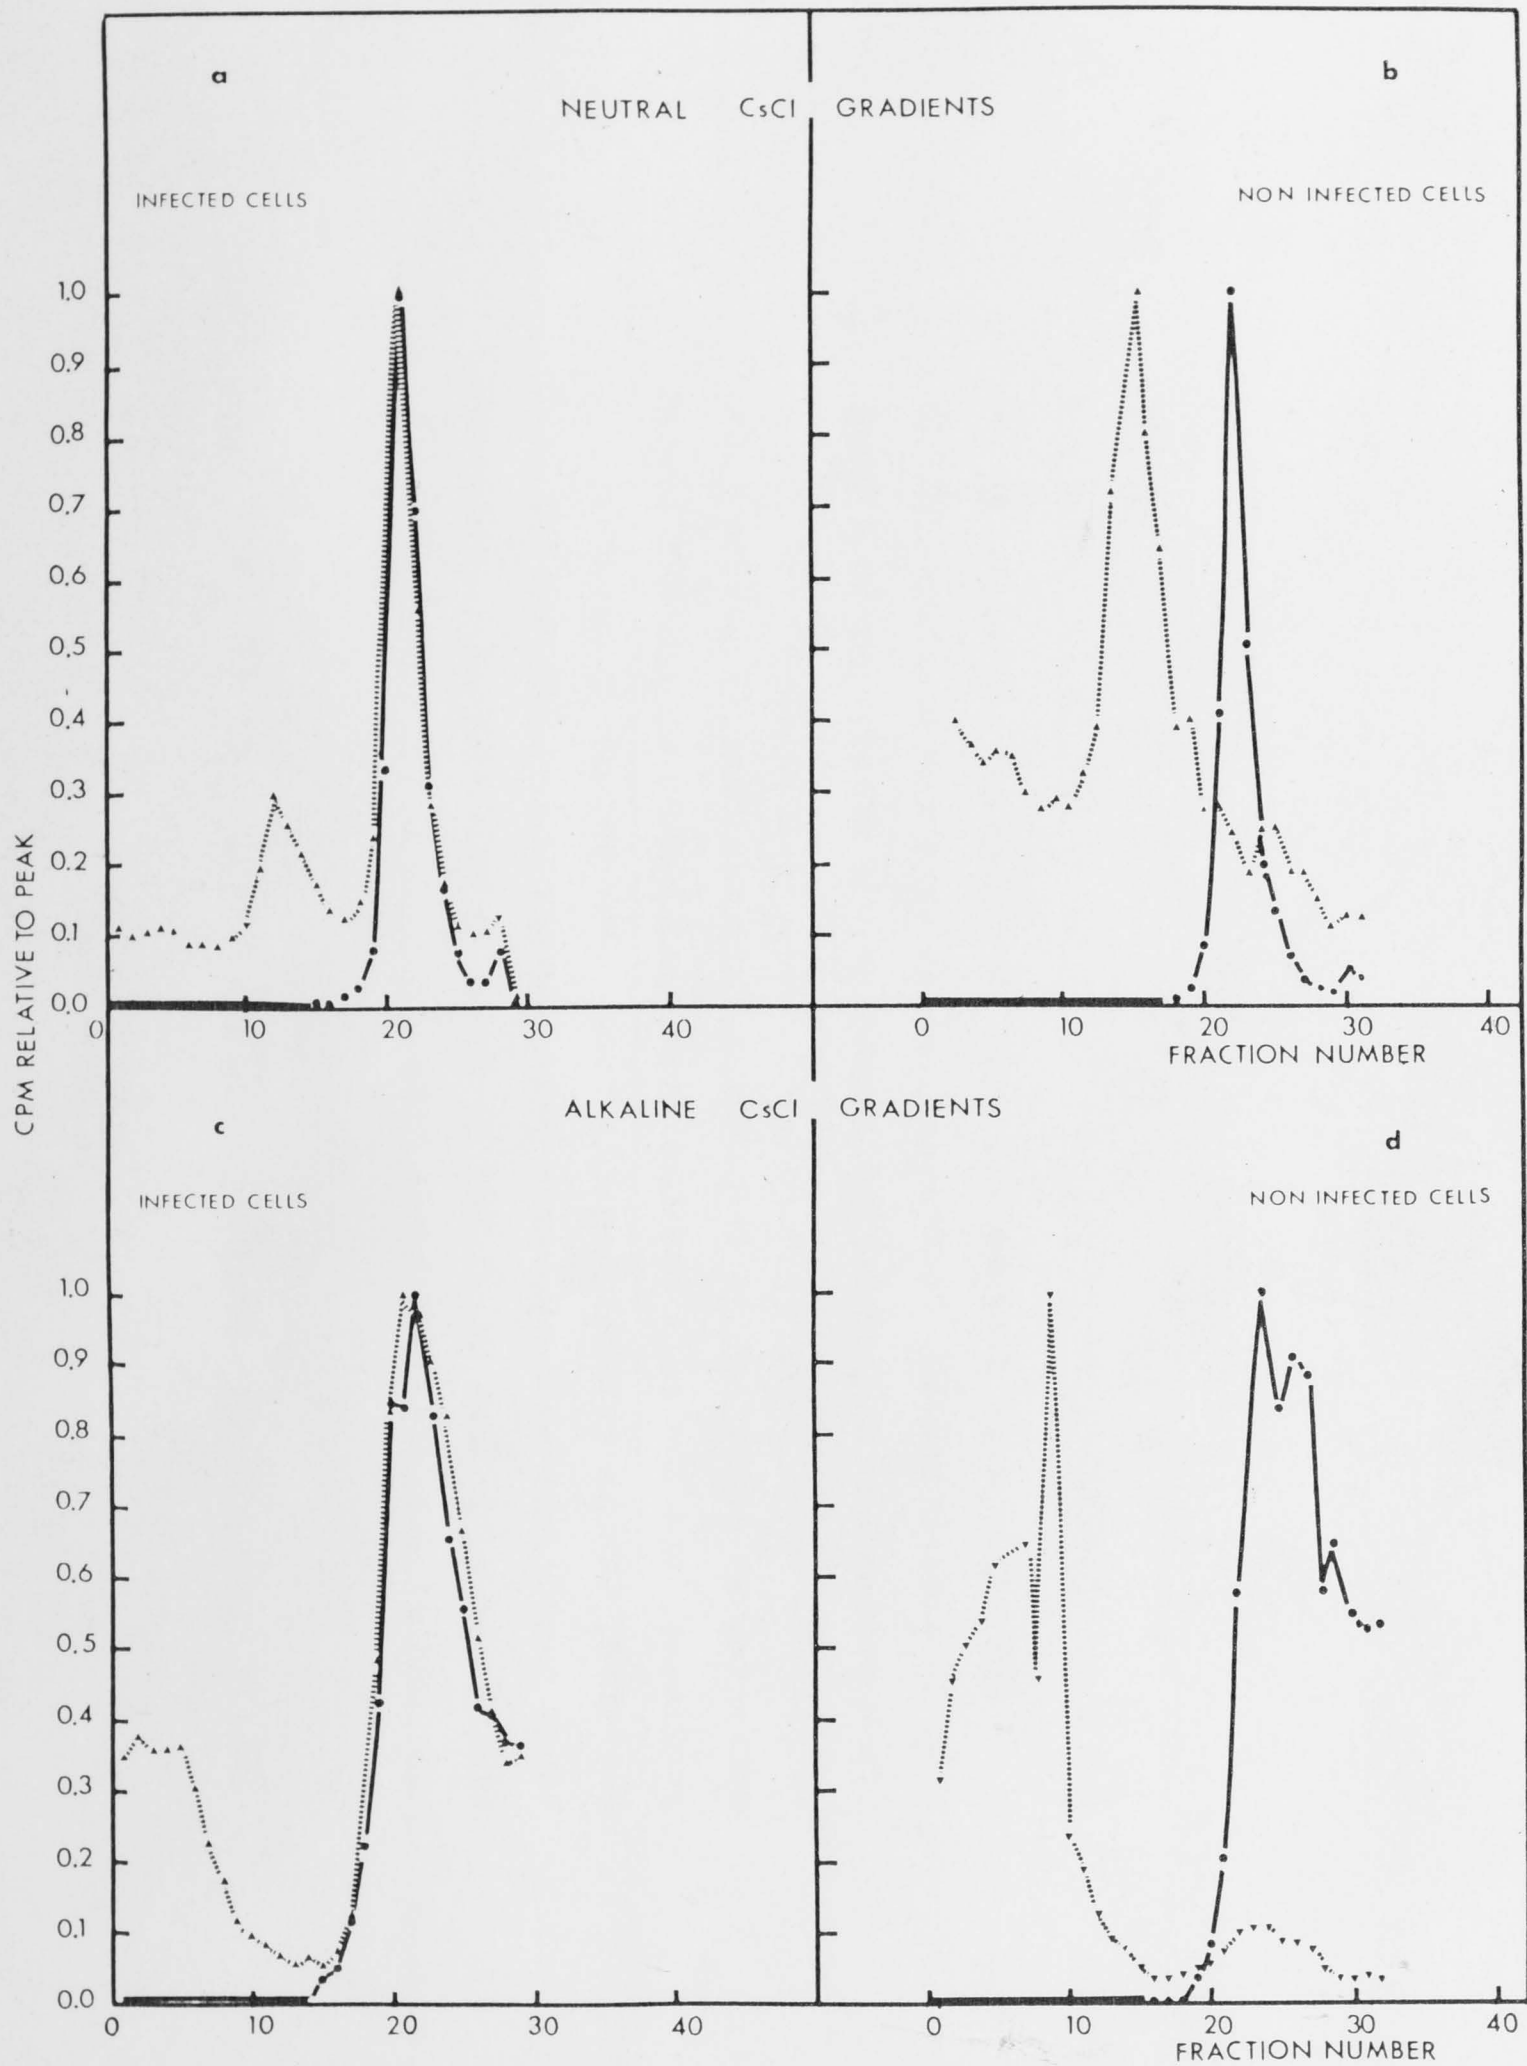 a
b
NEUTRAL CsCl GRADIENTS
INFECTED CELLS
NON INFECTED CELLS
1.0
0.9
0.8
0.7
0.6
0.5
0.4
0.3
0.2
0.1
0.0
CPM RELATIVE TO PEAK
0 10 20 30 40
0 10 20 30 40
FRACTION NUMBER
ALKALINE CsCl GRADIENTS
c
d
INFECTED CELLS
NON INFECTED CELLS
1.0
0.9
0.8
0.7
0.6
0.5
0.4
0.3
0.2
0.1
0.0
0 10 20 30 40
0 10 20 30 40
FRACTION NUMBER